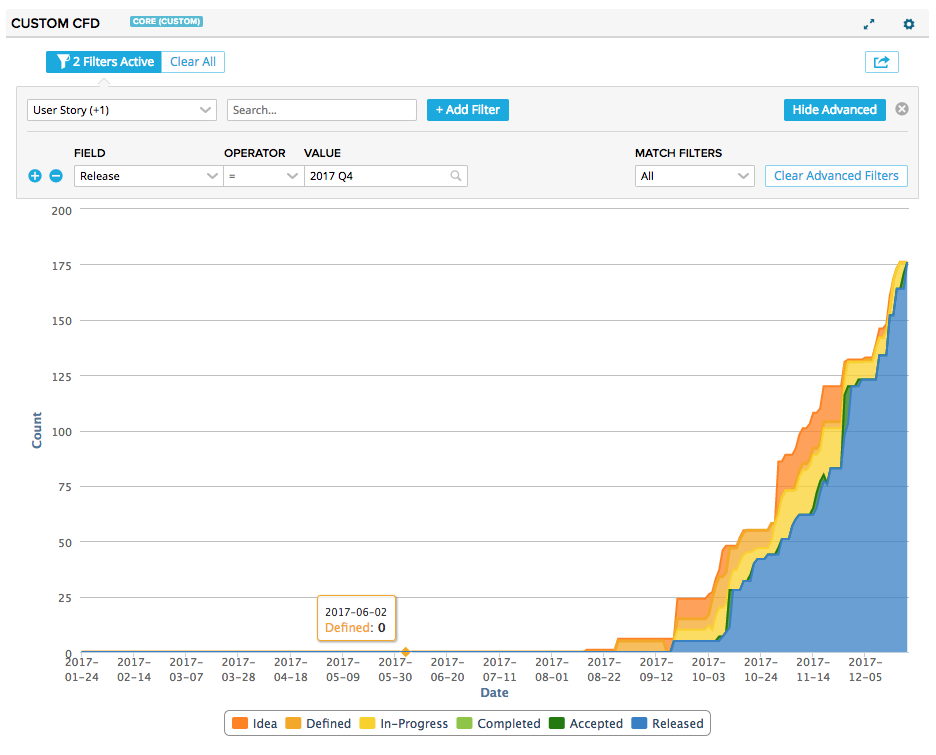 CUSTOM CFD CORE (CUSTOM)
2 Filters Active Clear All
User Story (+1) Search... + Add Filter Hide Advanced
FIELD OPERATOR VALUE MATCH FILTERS
Release = 2017 Q4 All Clear Advanced Filters
200
175
150
125
100
75
50
25
0
Count
2017-06-02
Defined: 0
2017- 2017- 2017- 2017- 2017- 2017- 2017- 2017- 2017- 2017- 2017- 2017- 2017- 2017- 2017- 2017-
01-24 02-14 03-07 03-28 04-18 05-09 05-30 06-20 07-11 08-01 08-22 09-12 10-03 10-24 11-14 12-05
Date
Idea Defined In-Progress Completed Accepted Released